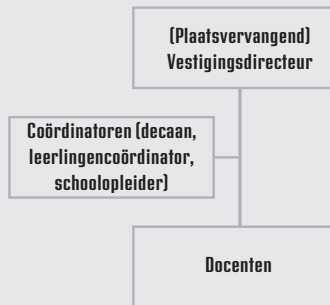 (Plaatsvervangend)
Vestigingsdirecteur
Coördinatoren (decaan,
leerlingencoördinator,
schoolopleider)
Docenten